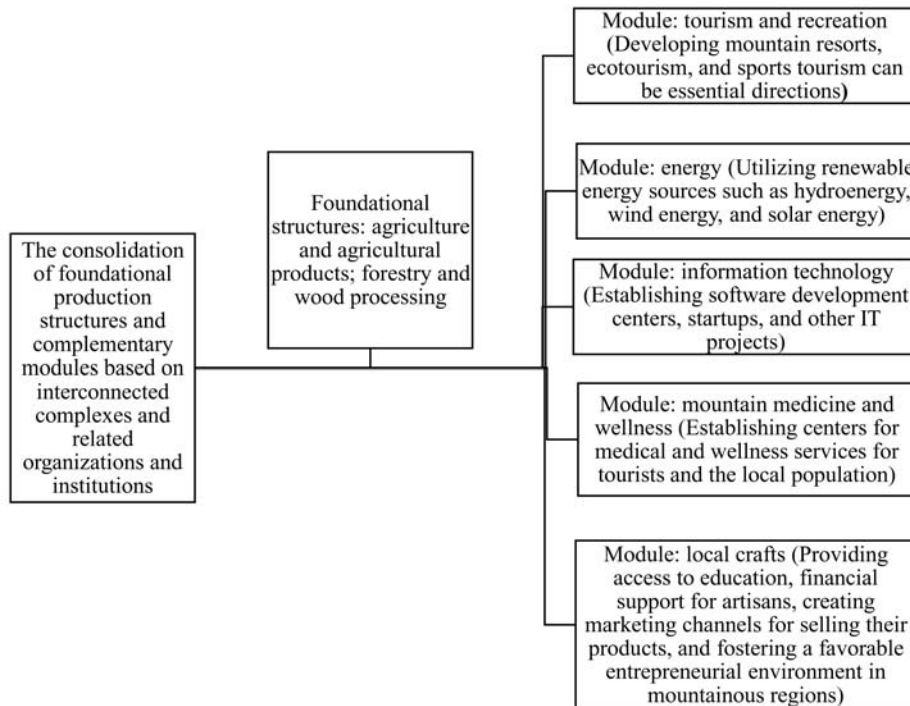 The consolidation
of foundational
production
structures and
complementary
modules based on
interconnected
complexes and
related
organizations and
institutions
Foundational
structures: agriculture
and agricultural
products; forestry and
wood processing
Module: tourism and recreation
(Developing mountain resorts,
ecotourism, and sports tourism can
be essential directions)
Module: energy (Utilizing renewable
energy sources such as hydroenergy,
wind energy, and solar energy)
Module: information technology
(Establishing software development
centers, startups, and other IT
projects)
Module: mountain medicine and
wellness (Establishing centers for
medical and wellness services for
tourists and the local population)
Module: local crafts (Providing
access to education, financial
support for artisans, creating
marketing channels for selling their
products, and fostering a favorable
entrepreneurial environment in
mountainous regions)